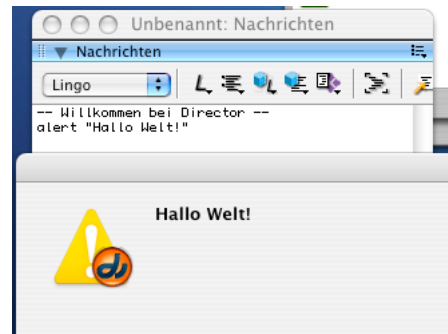 Unbenannt: Nachrichten
Nachrichten
Lingo
-- Willkommen bei Director --
alert "Hallo Welt!"
Hallo Welt!